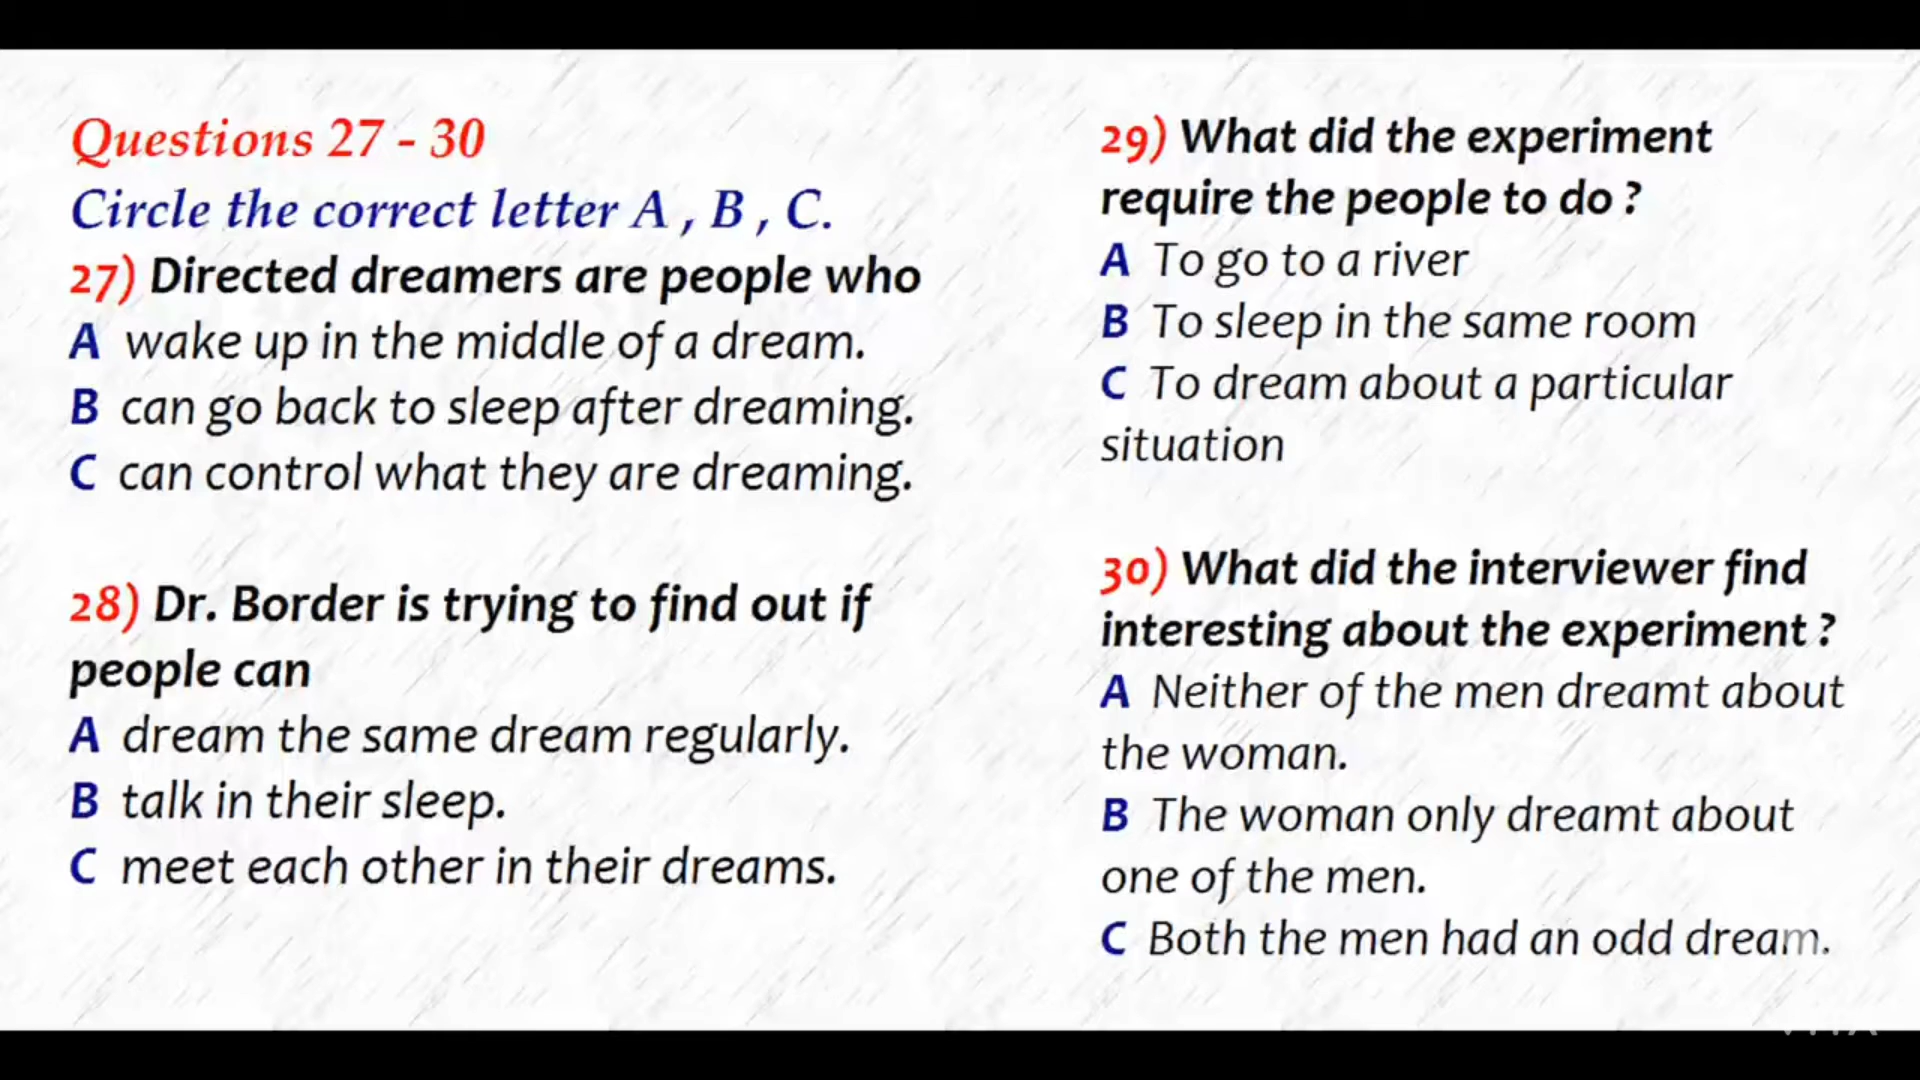 Questions 27 - 30
Circle the correct letter A , B , C.
27) Directed dreamers are people who
A wake up in the middle of a dream.
B can go back to sleep after dreaming.
C can control what they are dreaming.
28) Dr. Border is trying to find out if
people can
A dream the same dream regularly.
B talk in their sleep.
C meet each other in their dreams.
29) What did the experiment
require the people to do ?
A To go to a river
B To sleep in the same room
C To dream about a particular
situation
30) What did the interviewer find
interesting about the experiment ?
A Neither of the men dreamt about
the woman.
B The woman only dreamt about
one of the men.
C Both the men had an odd dream.